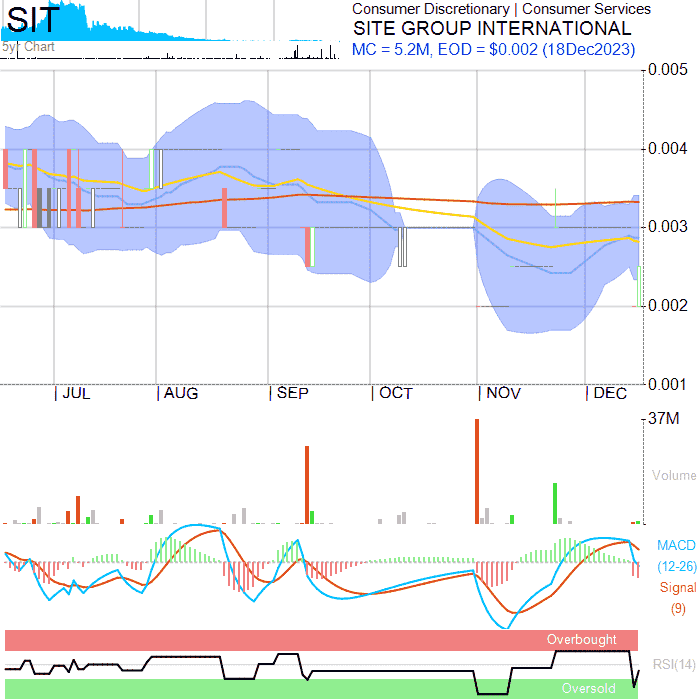 SIT
5yr Chart
Consumer Discretionary | Consumer Services
SITE GROUP INTERNATIONAL
MC = 5.2M, EOD = $0.002 (18Dec2023)
0.005
0.004
0.003
0.002
0.001
| JUL | AUG | SEP | OCT | NOV | DEC
37M
Volume
MACD
(12-26)
Signal
(9)
Overbought
RSI(14)
Oversold